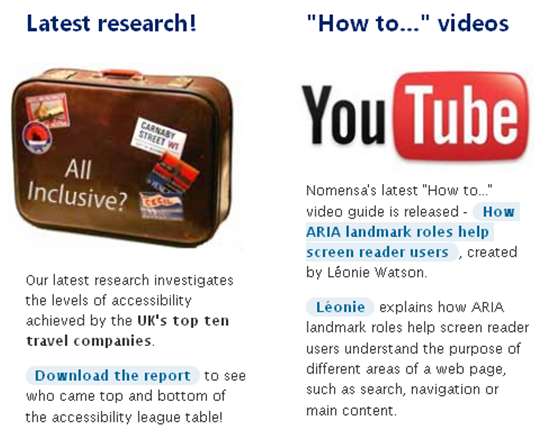 Latest research!
CARNABY
STREET W1
All
Inclusive?
Our latest research investigates
the levels of accessibility
achieved by the UK's top ten
travel companies.
Download the report to see
who came top and bottom of
the accessibility league table!
"How to..." videos
YouTube
Nomensa's latest "How to..."
video guide is released - How
ARIA landmark roles help
screen reader users , created
by Léonie Watson.
Léonie explains how ARIA
landmark roles help screen reader
users understand the purpose of
different areas of a web page,
such as search, navigation or
main content.